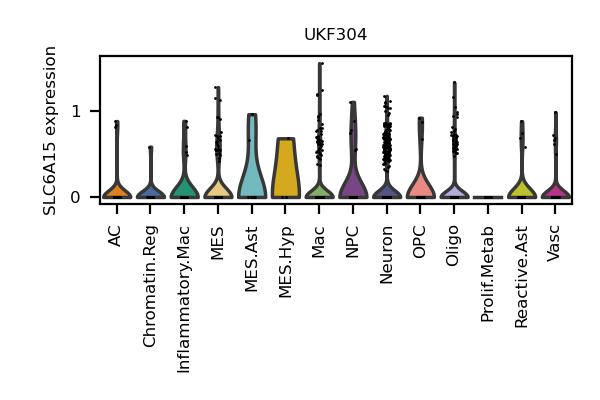 UKF304
SLC6A15 expression
1
0
AC
Chromatin.Reg
Inflammatory.Mac
MES
MES.Ast
MES.Hyp
Mac
NPC
Neuron
OPC
Oligo
Prolif.Metab
Reactive.Ast
Vasc